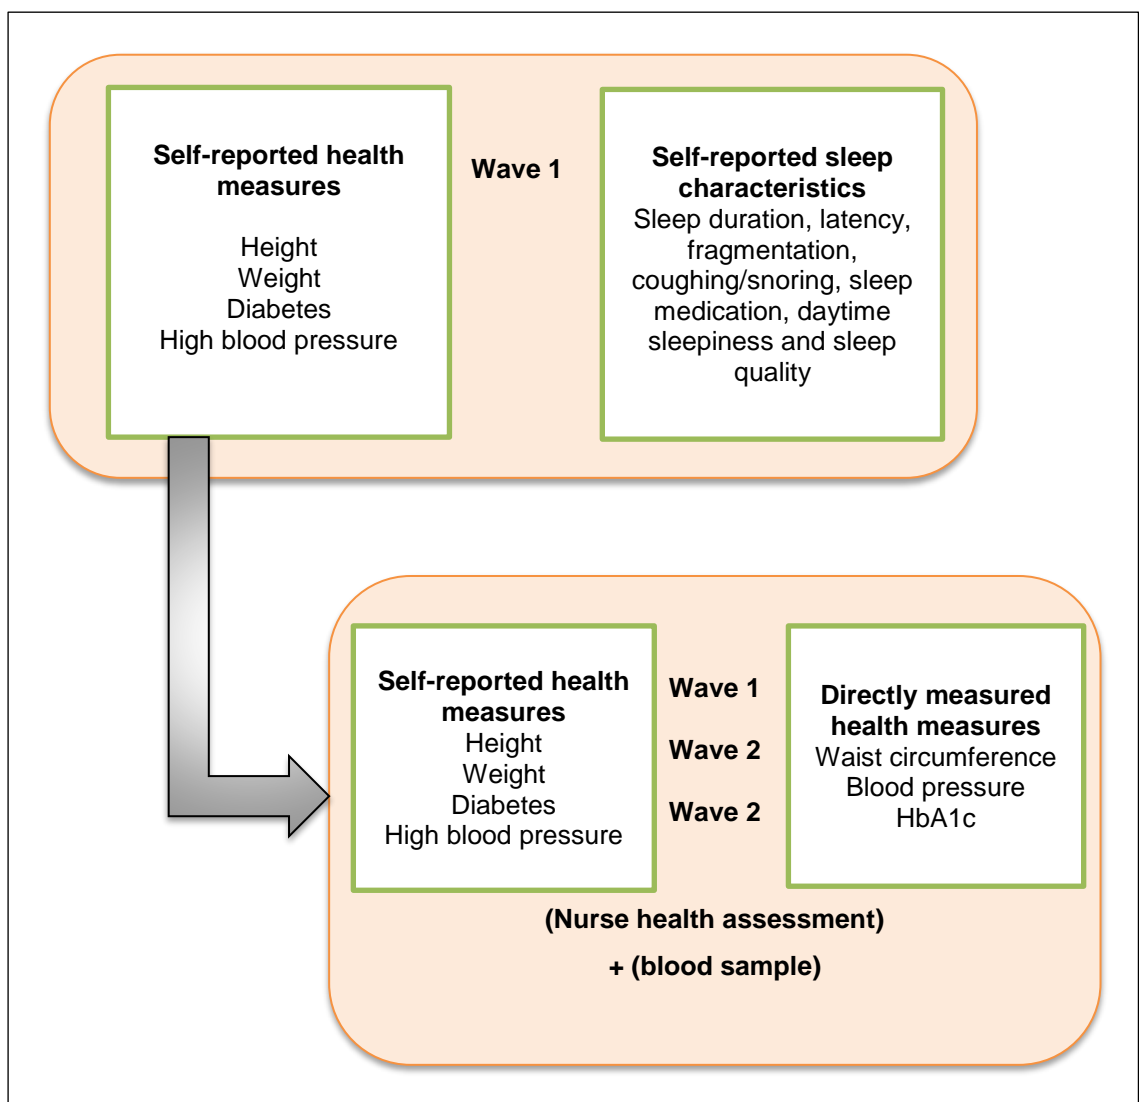 Self-reported health
measures
Height
Weight
Diabetes
High blood pressure
Wave 1
Self-reported sleep
characteristics
Sleep duration, latency,
fragmentation,
coughing/snoring, sleep
medication, daytime
sleepiness and sleep
quality
Self-reported health
measures
Height
Weight
Diabetes
High blood pressure
Wave 1
Wave 2
Wave 2
Directly measured
health measures
Waist circumference
Blood pressure
HbA1c
(Nurse health assessment)
+ (blood sample)